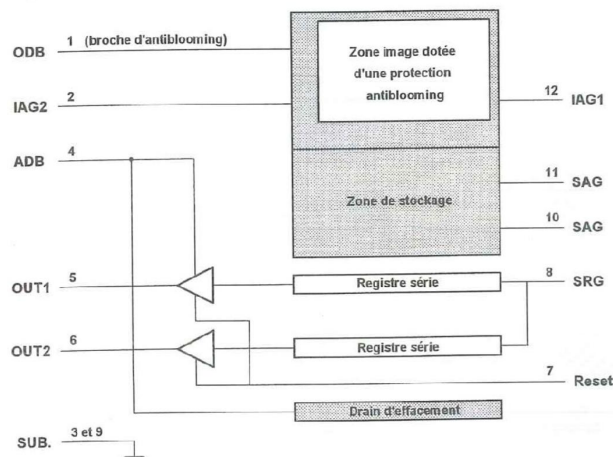 1 (broche d'antiblooming)
ODB
Zone image dotée
d'une protection
antiblooming
2
IAG2
12
IAG1
4
ADB
11
SAG
Zone de stockage
10
SAG
5
OUT1
Registre série
8
SRG
6
OUT2
Registre série
7
Reset
Drain d'effacement
3 et 9
SUB.